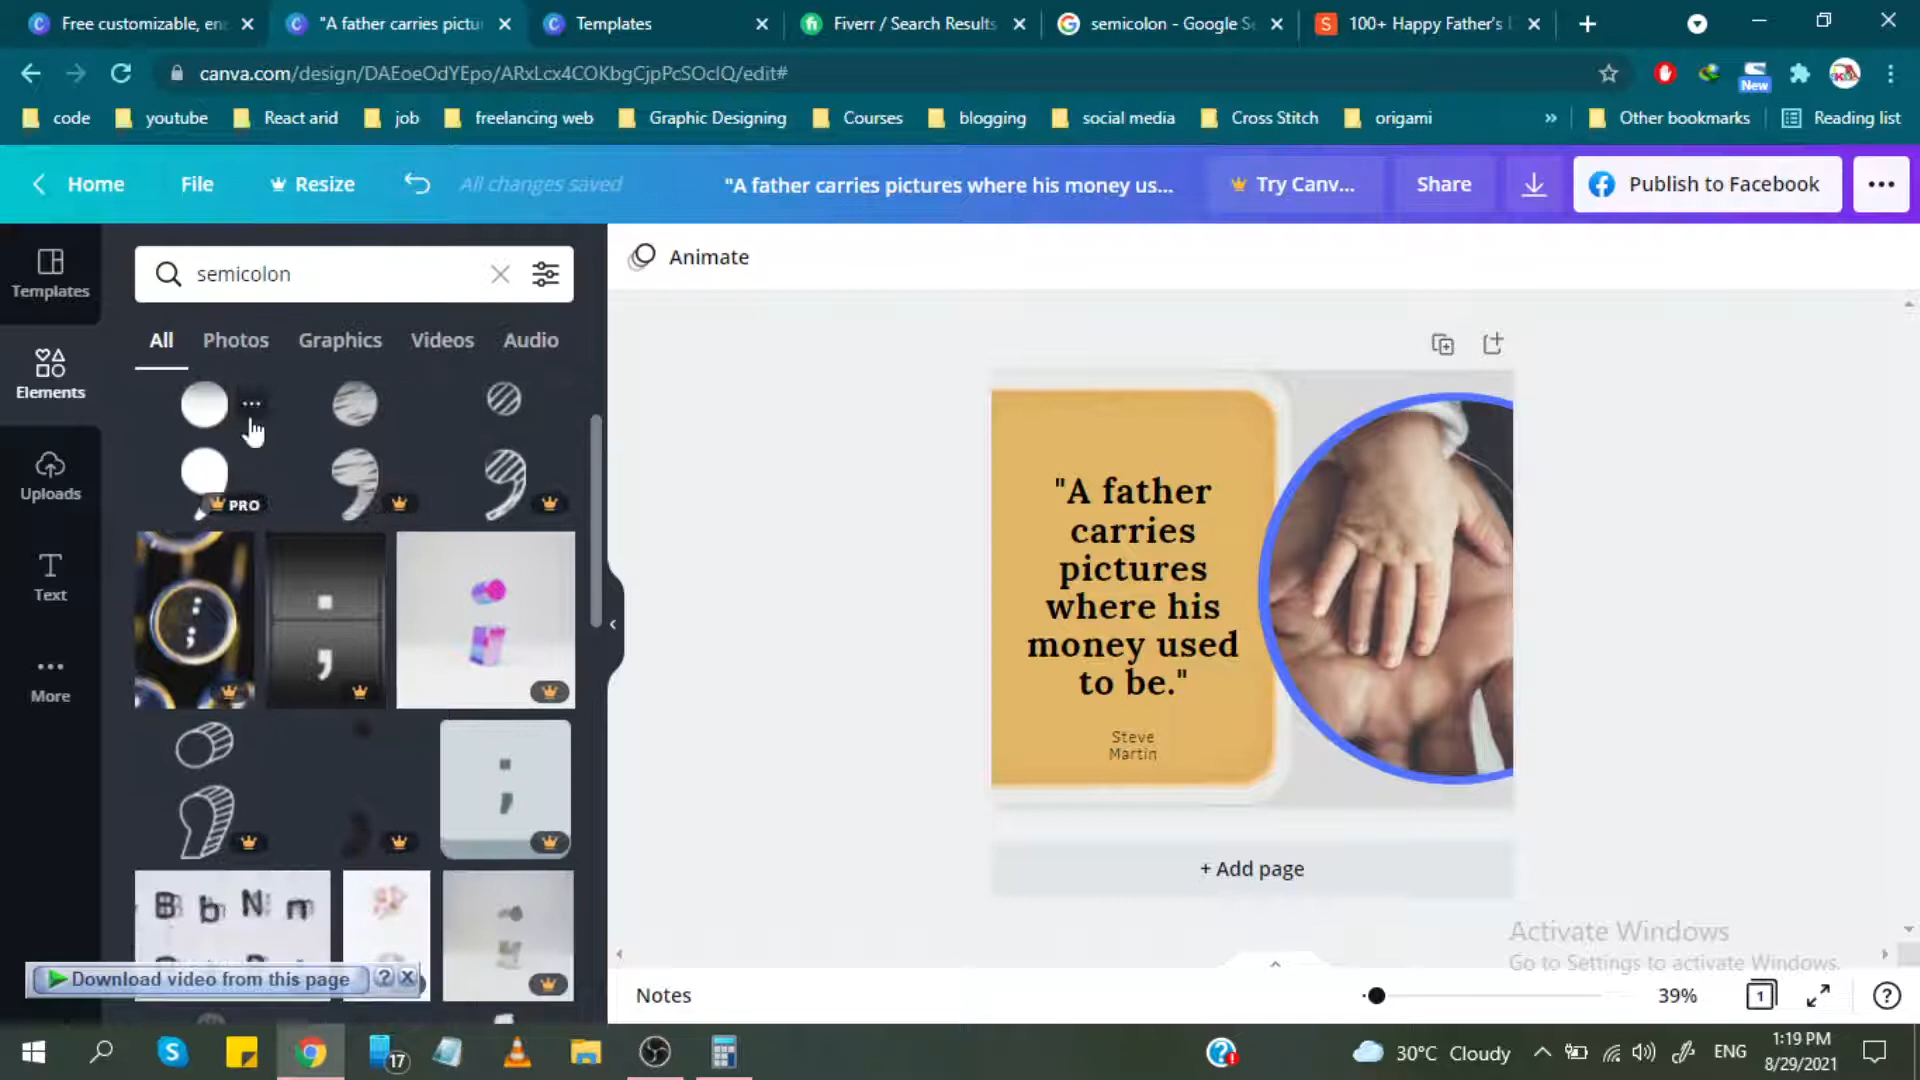 Free customizable, en
"A father carries pictu
Templates
Fiverr / Search Results
semicolon - Google Se
100+ Happy Father's
canva.com/design/DAEoeOdYEpo/ARxLcx4COKbgCjpPcSOclQ/edit#
New
code
youtube
React arid
job
freelancing web
Graphic Designing
Courses
blogging
social media
Cross Stitch
origami
»
Other bookmarks
Reading list
Home
File
Resize
All changes saved
"A father carries pictures where his money us...
Try Canv...
Share
Publish to Facebook
Templates
Elements
Uploads
Text
More
semicolon
All
Photos
Graphics
Videos
Audio
PRO
B b N m
Download video from this page
Animate
"A father
carries
pictures
where his
money used
to be."
Steve
Martin
+ Add page
Activate Windows
Go to Settings to activate Windows.
Notes
39%
1
17
30°C Cloudy
ENG
1:19 PM
8/29/2021